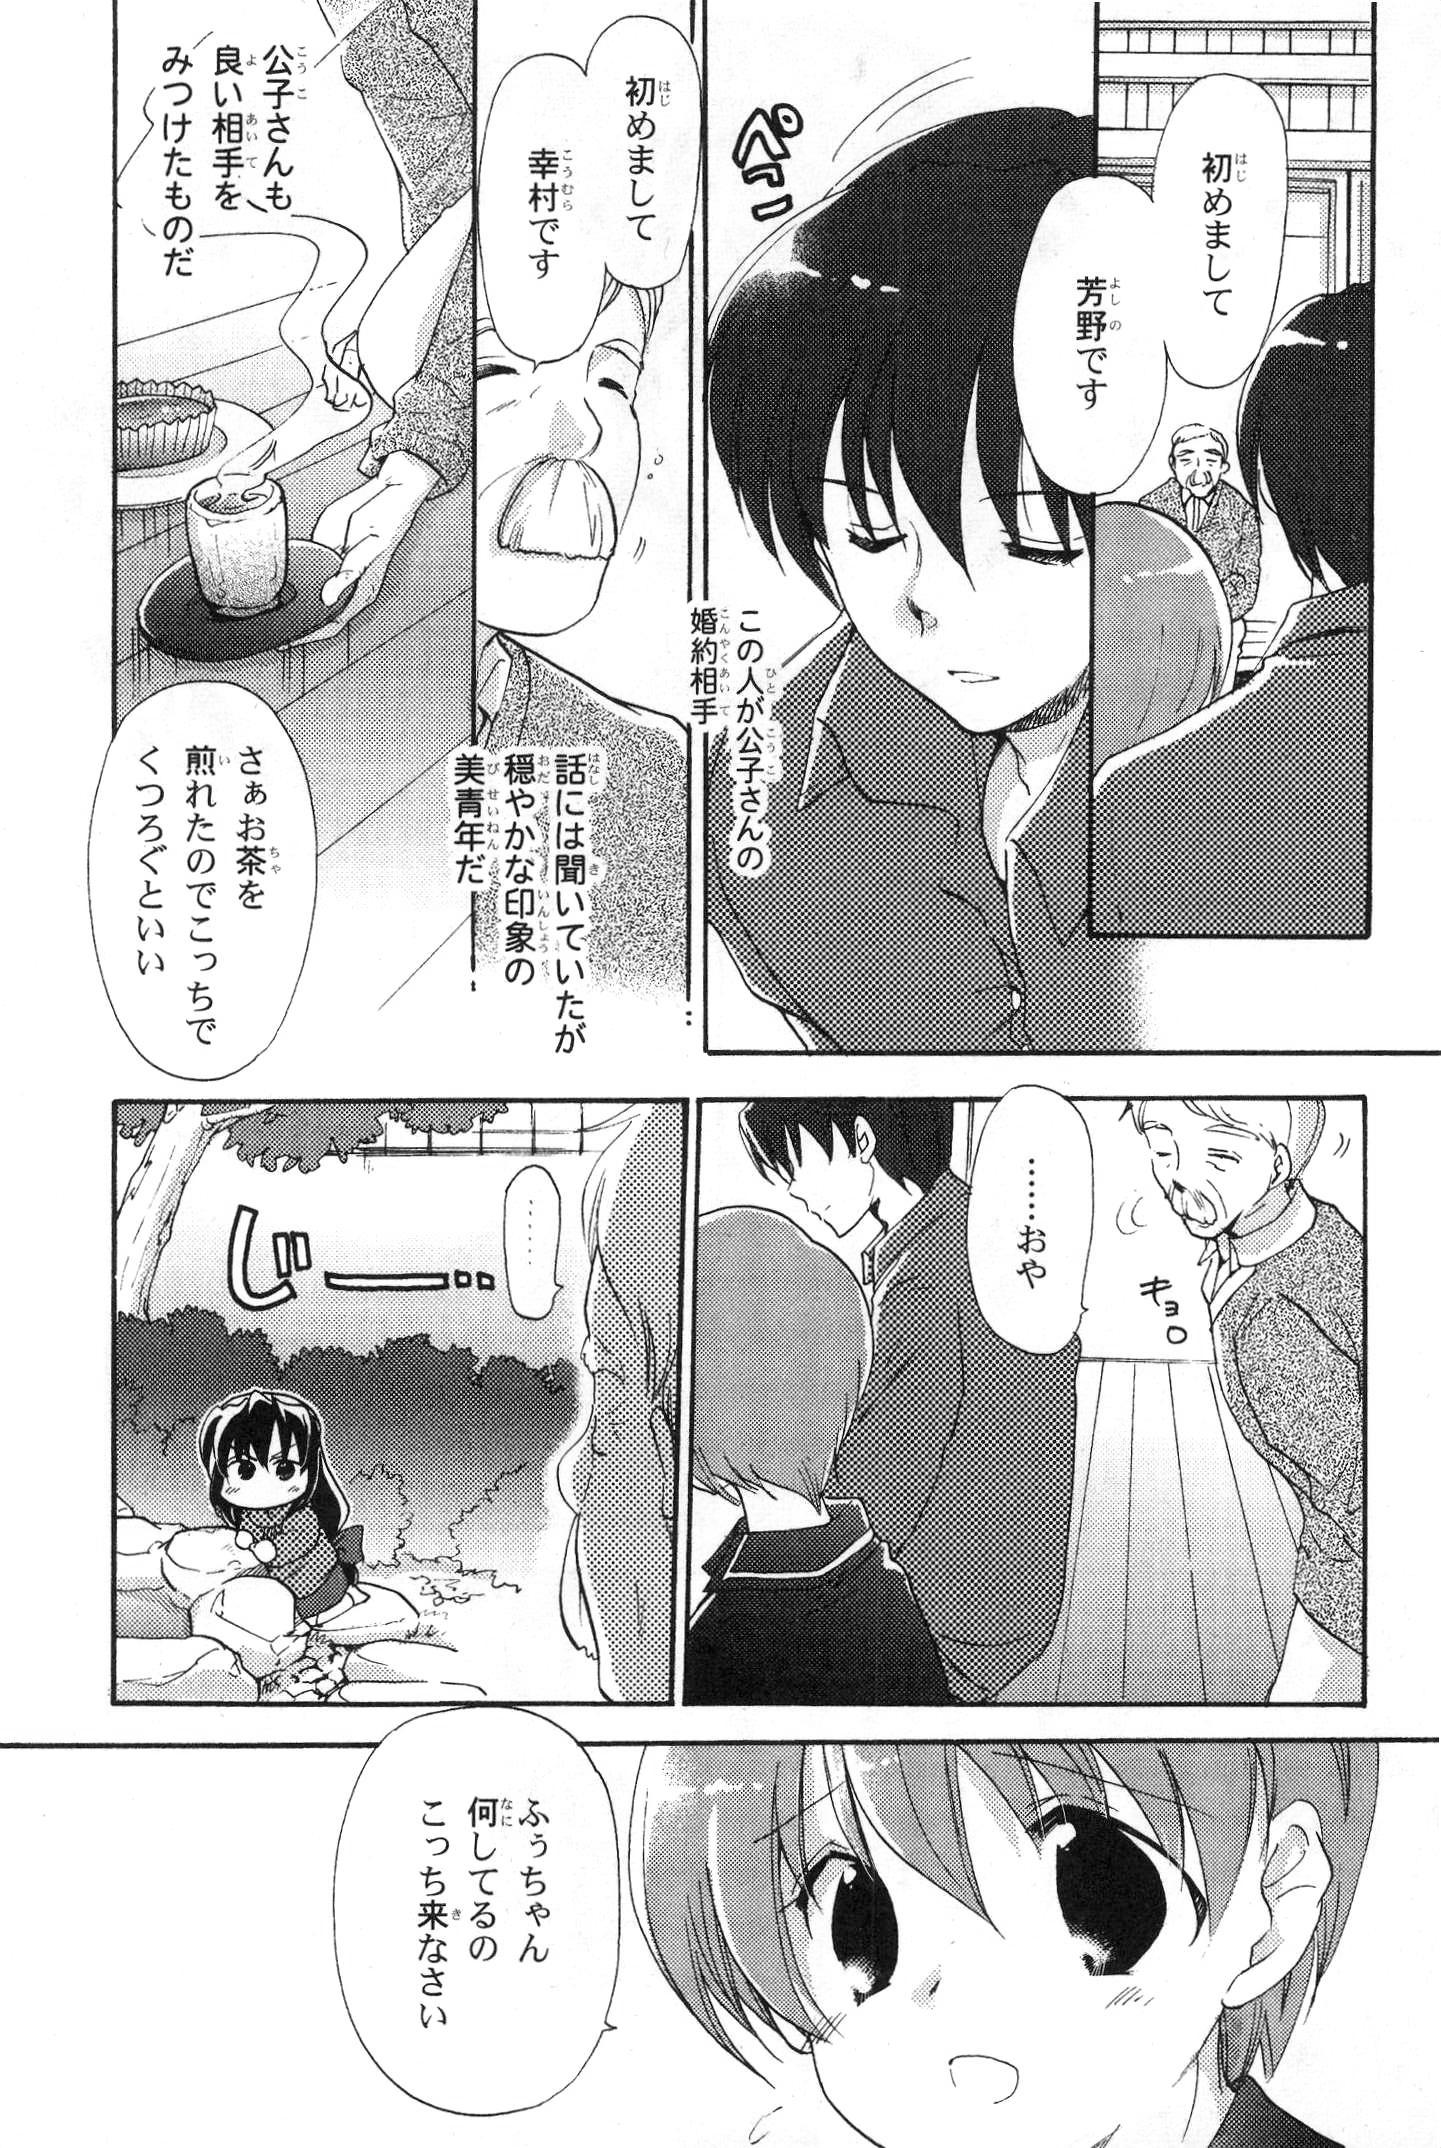 初めまして
芳野です
ぺこっ
この人が公子さんの
婚約相手
初めまして
幸村です
話には聞いていたが
穏やかな印象の
美青年だ
公子さんも
良い相手を
みつけたものだ
さぁお茶を
煎れたのでこっちで
くつろぐといい
……おや
キョロ
……
じー…
ふぅちゃん
何してるの
こっち来なさい